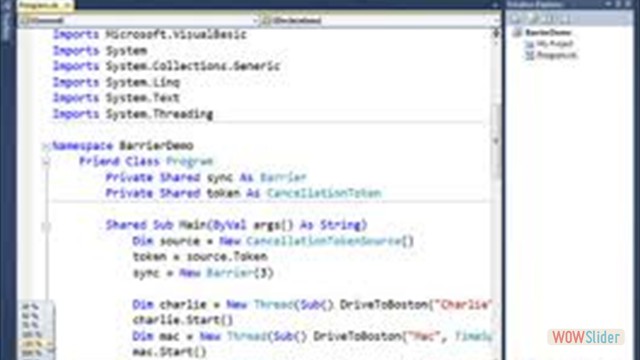 Program.vb
(General)
(Declarations)
Solution Explorer
Imports Microsoft.VisualBasic
Imports System
Imports System.Collections.Generic
Imports System.Linq
Imports System.Text
Imports System.Threading
BarrierDemo
My Project
Program.vb
Namespace BarrierDemo
Friend Class Program
Private Shared sync As Barrier
Private Shared token As CancellationToken
Shared Sub Main(ByVal args() As String)
Dim source = New CancellationTokenSource()
token = source.Token
sync = New Barrier(3)
Dim charlie = New Thread(Sub() DriveToBoston("Charlie"
charlie.Start()
Dim mac = New Thread(Sub() DriveToBoston("Mac", TimeS
mac.Start()
WOWSlider